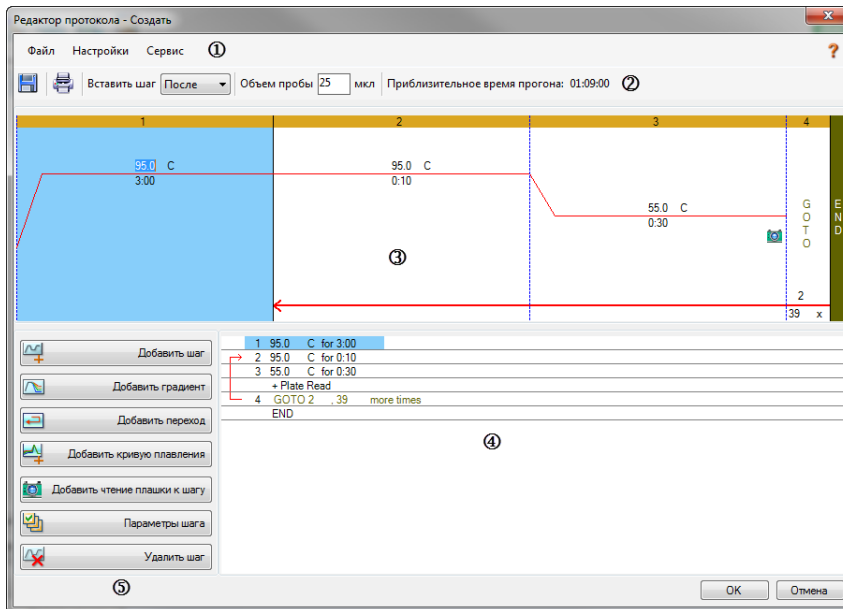 Редактор протокола - Создать
Файл Настройки Сервис ①
?
Вставить шаг После Объем пробы 25 мкл Приблизительное время прогона: 01:09:00 ②
1 2 3 4
95.0 C
3:00
95.0 C
0:10
55.0 C
0:30
GOTO
END
③
2
39 x
Добавить шаг
Добавить градиент
Добавить переход
Добавить кривую плавления
Добавить чтение плашки к шагу
Параметры шага
Удалить шаг
⑤
1 95.0 C for 3:00
2 95.0 C for 0:10
3 55.0 C for 0:30
+ Plate Read
4 GOTO 2 , 39 more times
END
④
OK Отмена